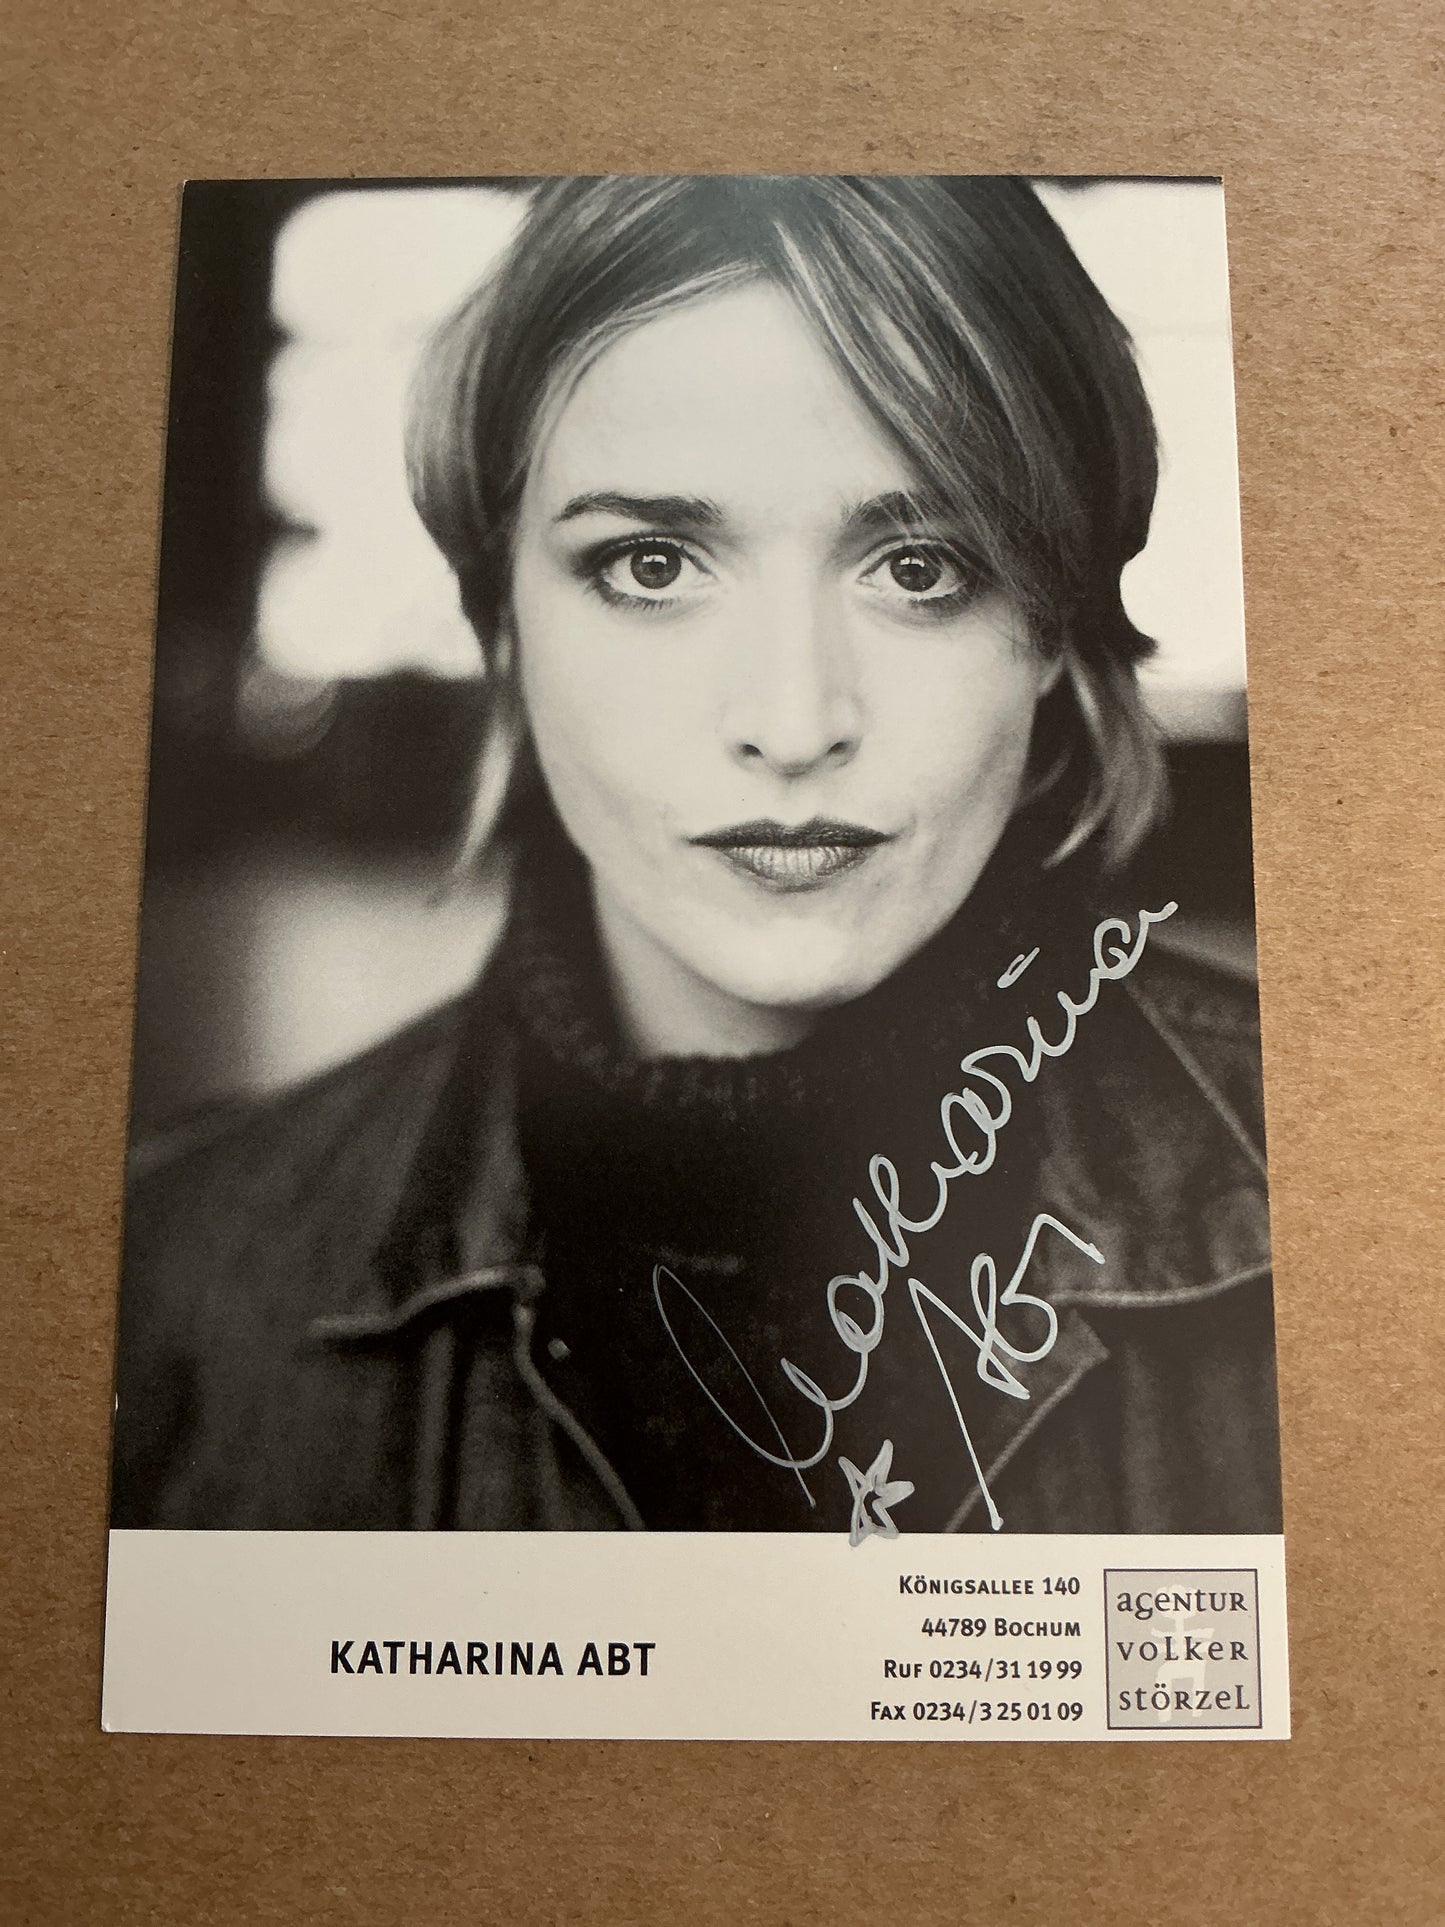 Katharina
Abt
KATHARINA ABT
KÖNIGSALLEE 140
44789 BOCHUM
RUF 0234/31 19 99
FAX 0234/3 25 01 09
agentur
volker
störzel